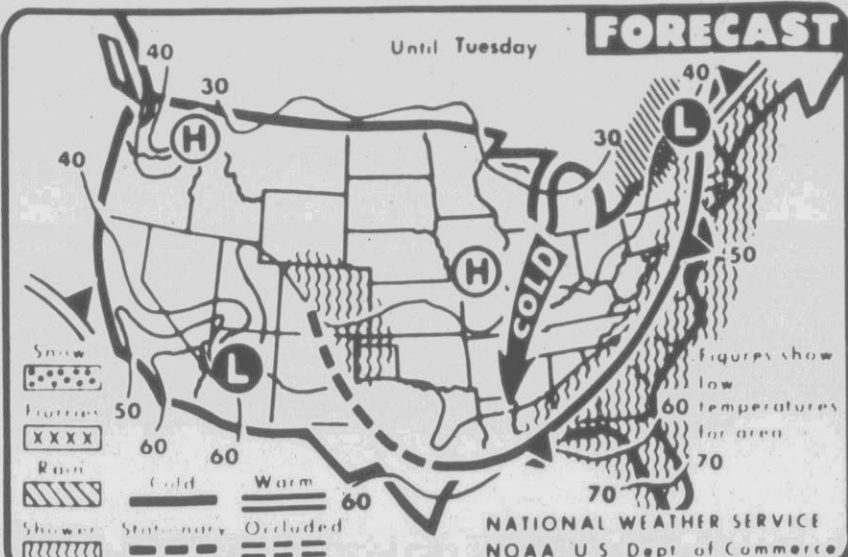 FORECAST
Until Tuesday
40
30
40
40
30
H
L
50
H
COLD
L
Snow
Flurries
Rain
Showers
50
60
60
60
Cold
Warm
Stationary
Occluded
Figures show
low
temperatures
for area
60
70
70
NATIONAL WEATHER SERVICE
NOAA U S Dept of Commerce